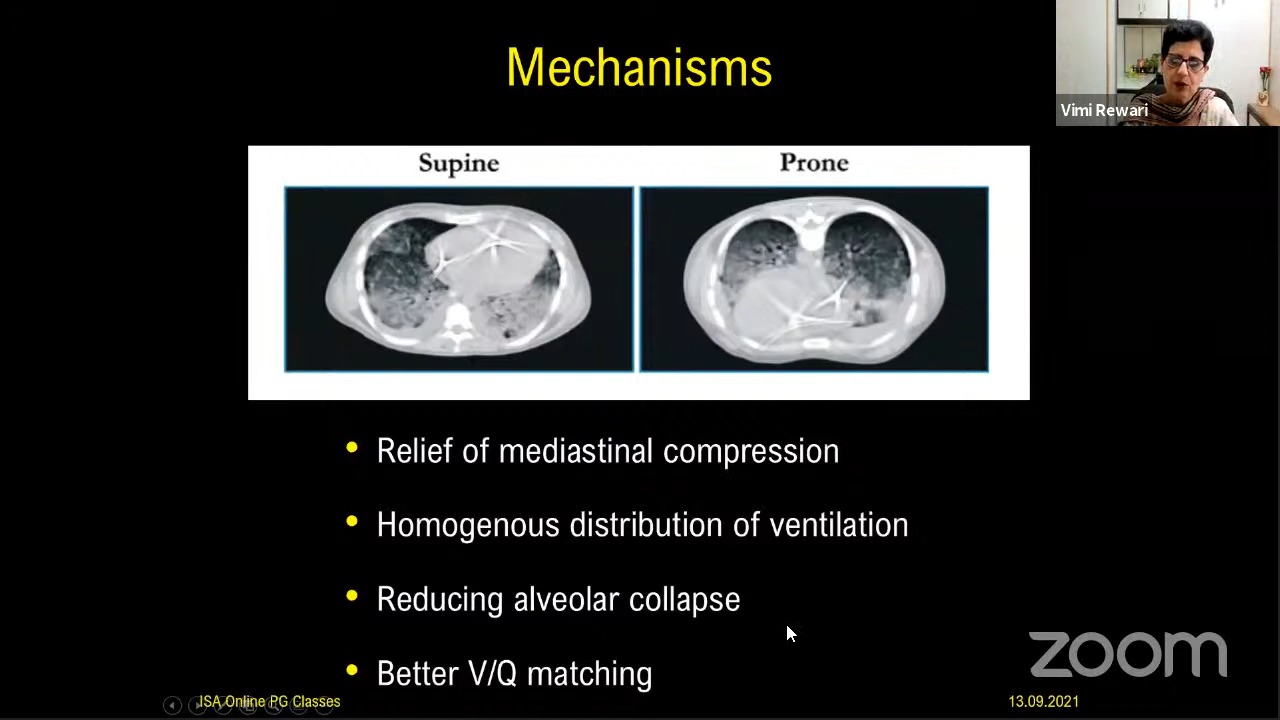 Mechanisms
Vimi Rewari
Supine
Prone
• Relief of mediastinal compression
• Homogenous distribution of ventilation
• Reducing alveolar collapse
• Better V/Q matching
zoom
ISA Online PG Classes
13.09.2021